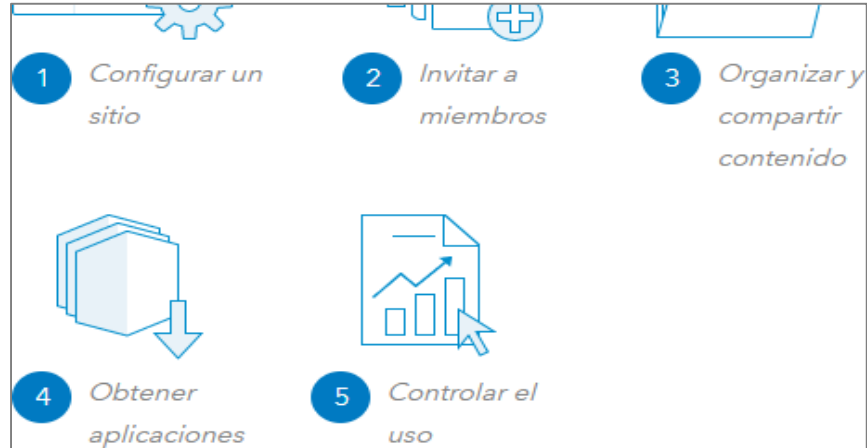 1 Configurar un
sitio
2 Invitar a
miembros
3 Organizar y
compartir
contenido
4 Obtener
aplicaciones
5 Controlar el
uso